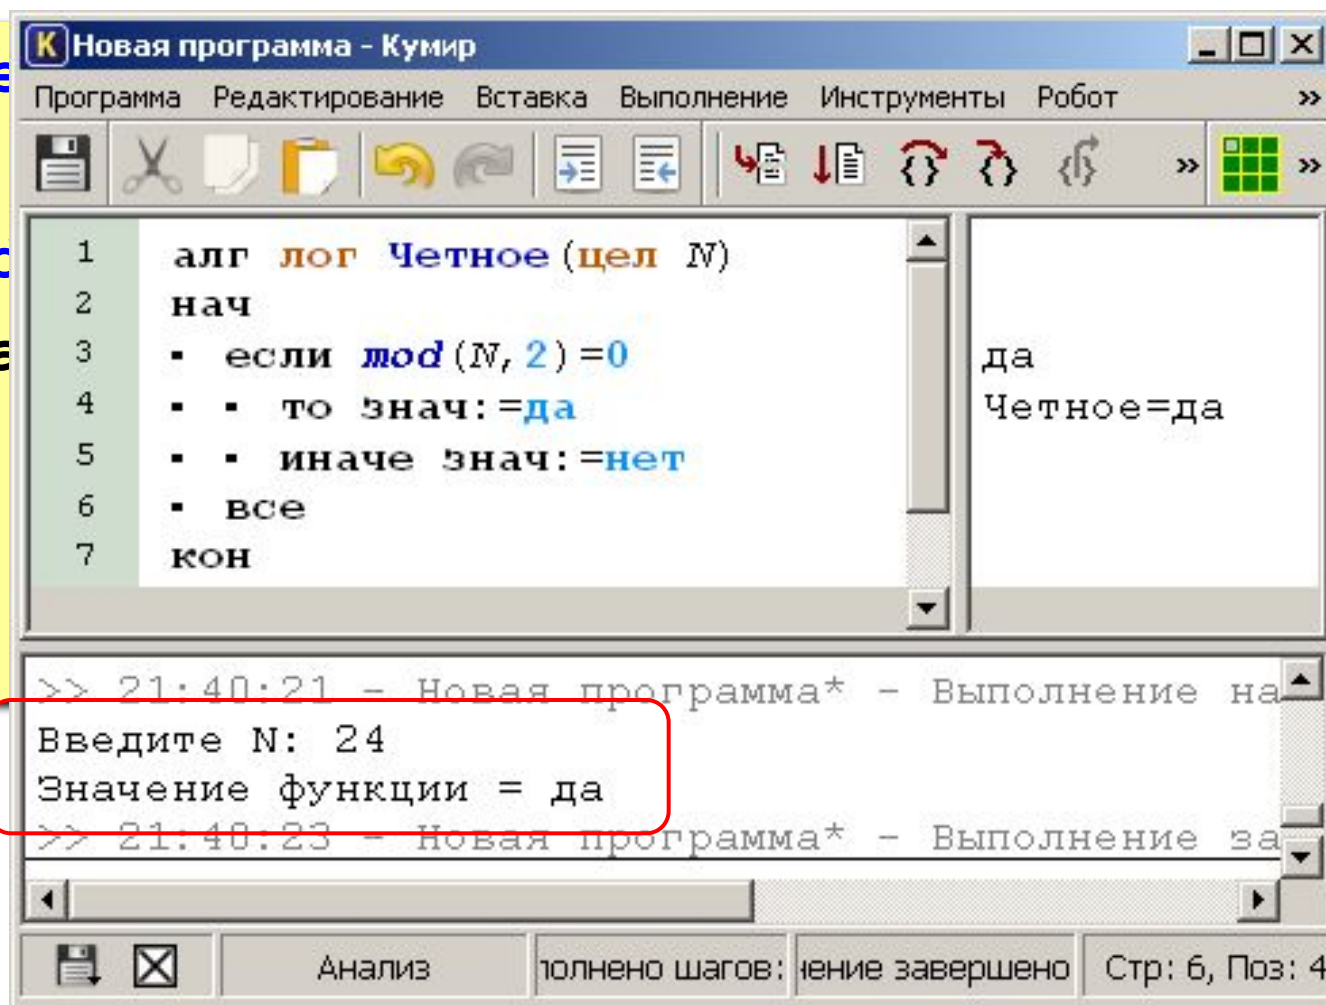 Новая программа - Кумир
Программа Редактирование Вставка Выполнение Инструменты Робот »
» »
1 алг лог Четное(цел N)
2 нач
3 ▪ если mod(N,2)=0
4 ▪ ▪ то знач:=да
5 ▪ ▪ иначе знач:=нет
6 ▪ все
7 кон
да
Четное=да
>> 21:40:21 - Новая программа* - Выполнение на
Введите N: 24
Значение функции = да
>> 21:40:23 - Новая программа* - Выполнение за
Анализ полнено шагов: нение завершено Стр: 6, Поз: 4